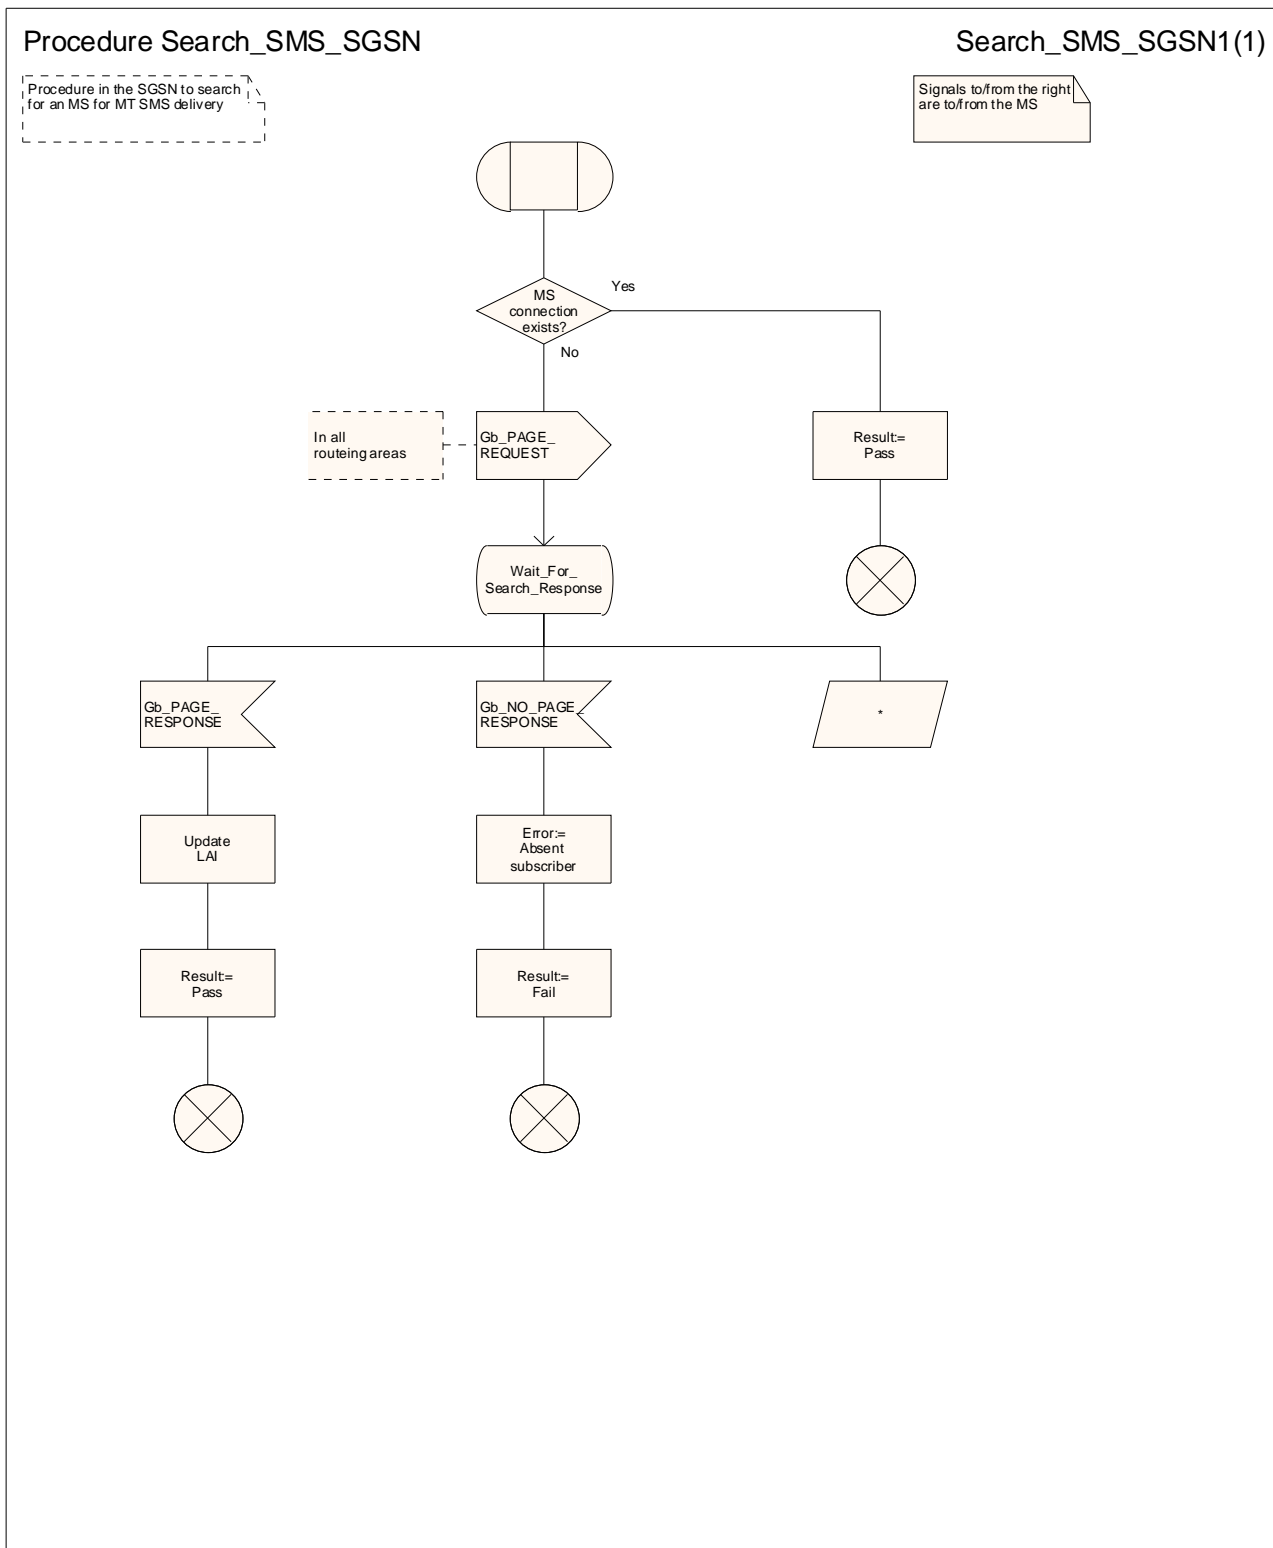 Procedure Search_SMS_SGSN
Search_SMS_SGSN1(1)
Procedure in the SGSN to search
for an MS for MT SMS delivery
Signals to/from the right
are to/from the MS
MS
connection
exists?
Yes
No
In all
routeing areas
Gb_PAGE_
REQUEST
Result:=
Pass
Wait_For_
Search_Response
Gb_PAGE_
RESPONSE
Gb_NO_PAGE_
RESPONSE
*
Update
LAI
Error:=
Absent
subscriber
Result:=
Pass
Result:=
Fail